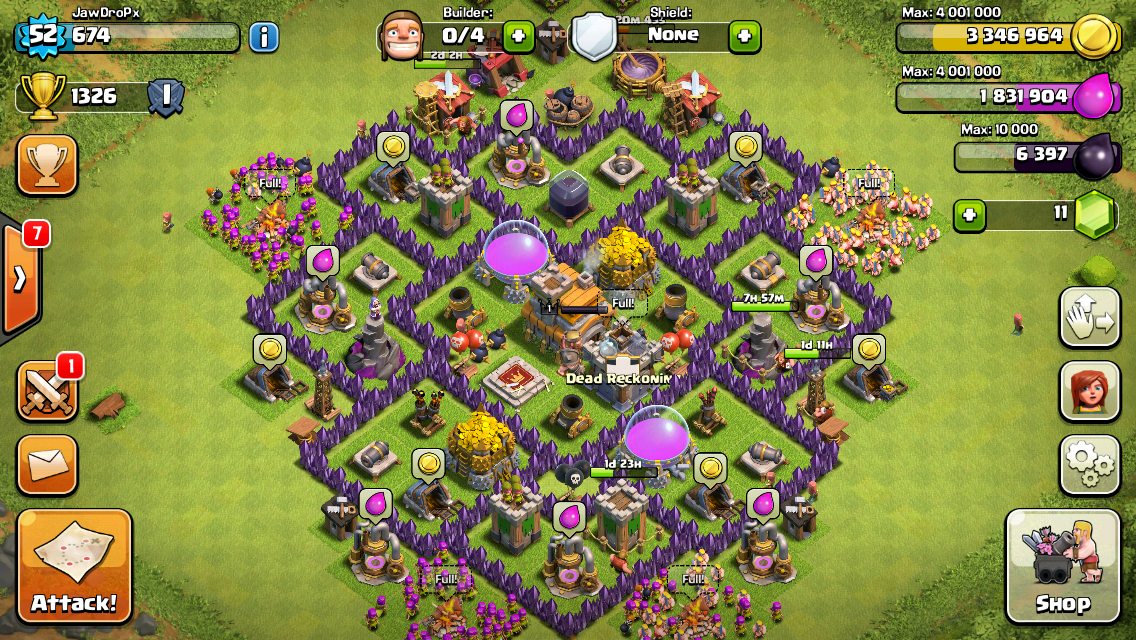 JawDroPx
52
674
Builder:
0/4
2d 2H
Shield:
None
Max: 4 001 000
3 346 964
1326
Max: 4 001 000
1 831 904
Max: 10 000
6 397
11
Full!
Full!
7
Full!
7H 57M
1d 11H
1
Dead Reckonin
1d 23H
Full!
Full!
Attack!
Shop